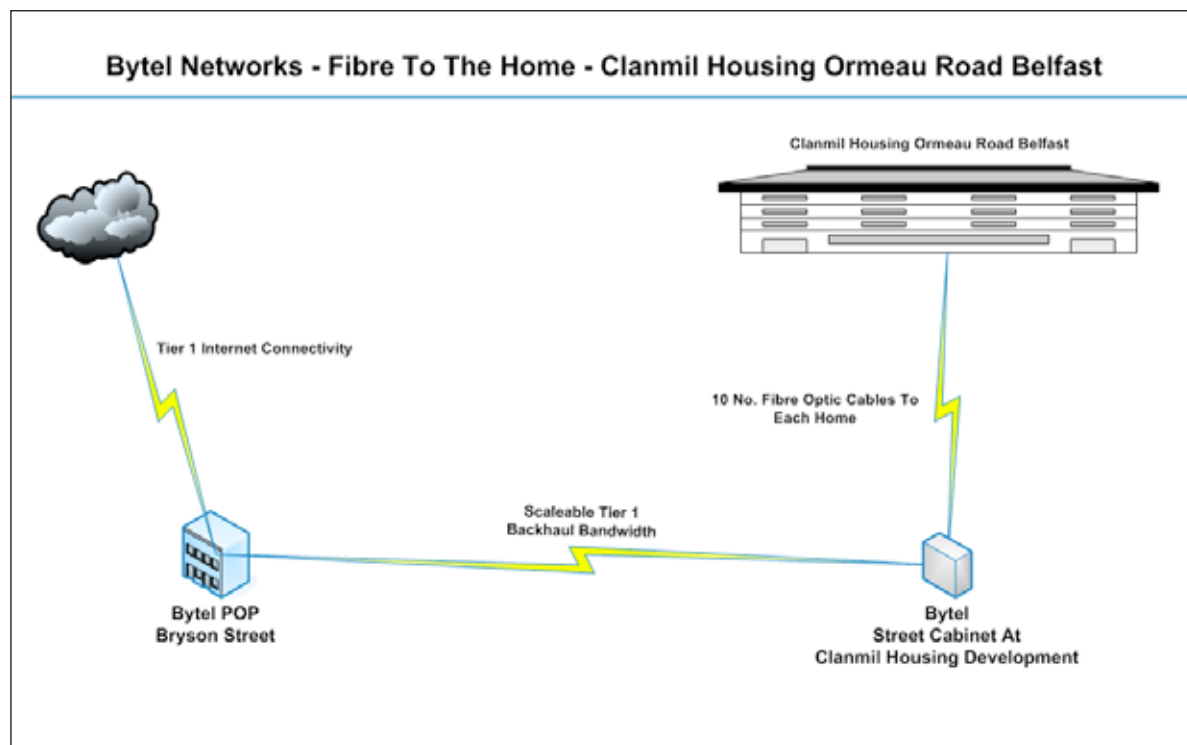 Bytel Networks - Fibre To The Home - Clanmil Housing Ormeau Road Belfast
Clanmil Housing Ormeau Road Belfast
Tier 1 Internet Connectivity
10 No. Fibre Optic Cables To
Each Home
Scaleable Tier 1
Backhaul Bandwidth
Bytel POP
Bryson Street
Bytel
Street Cabinet At
Clanmil Housing Development